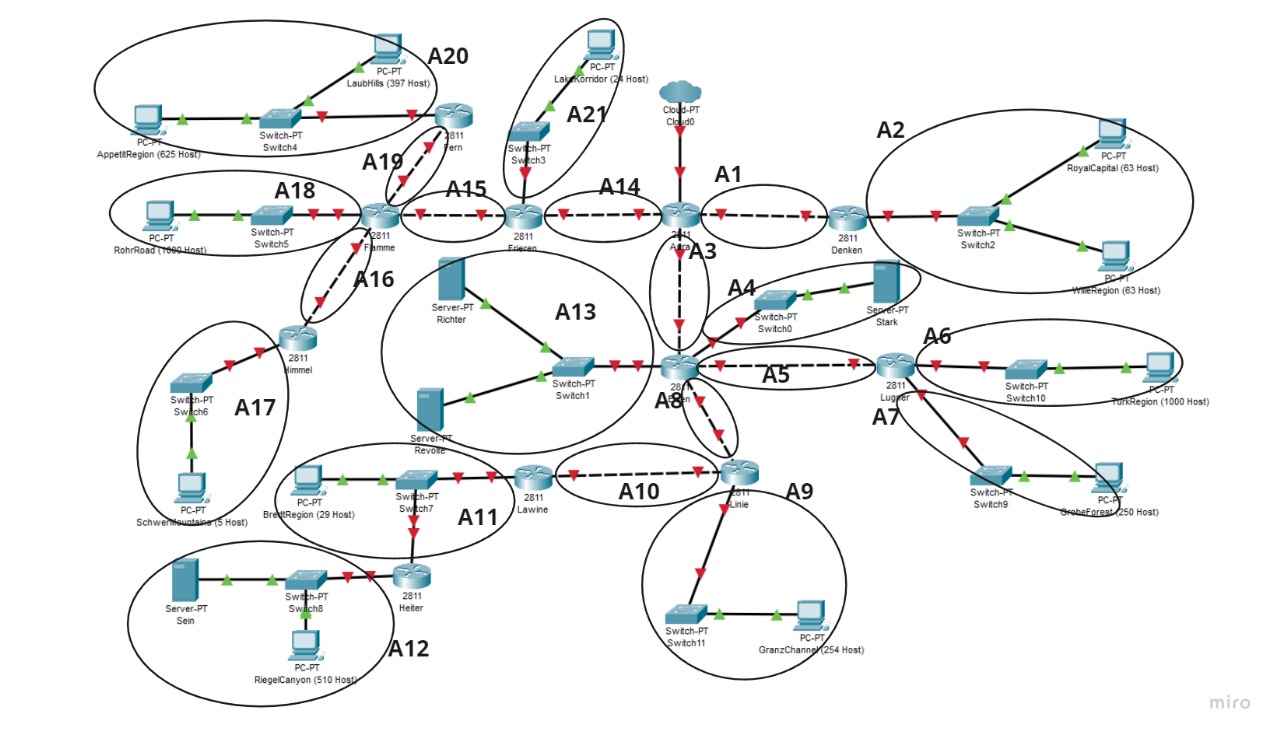 A20
PC-PT
LaubHills (397 Host)
PC-PT
AppetitRegion (625 Host)
Switch-PT
Switch4
2811
Fern
A19
PC-PT
LakeKorridor (24 Host)
A21
Switch-PT
Switch3
Cloud-PT
Cloud0
A2
PC-PT
RoyalCapital (63 Host)
A18
A15
A14
A1
PC-PT
RohrRoad (1000 Host)
Switch-PT
Switch5
2811
Flamme
2811
Frieren
2811
Aura
2811
Denken
Switch-PT
Switch2
PC-PT
WilleRegion (63 Host)
A3
A16
A4
Server-PT
Richter
A13
Switch-PT
Switch0
Server-PT
Stark
2811
Himmel
A6
A5
2811
Eisen
A8
2811
Lugner
Switch-PT
Switch10
PC-PT
TurkRegion (1000 Host)
Switch-PT
Switch1
Switch-PT
Switch6
A17
A7
Server-PT
Revolte
PC-PT
SchwerMountains (5 Host)
PC-PT
BredtRegion (29 Host)
Switch-PT
Switch7
A11
2811
Lawine
A10
2811
Linie
A9
Switch-PT
Switch9
PC-PT
GrobeForest (250 Host)
Server-PT
Sein
Switch-PT
Switch8
2811
Heiter
PC-PT
RiegelCanyon (510 Host)
A12
Switch-PT
Switch11
PC-PT
GranzChannel (254 Host)
miro